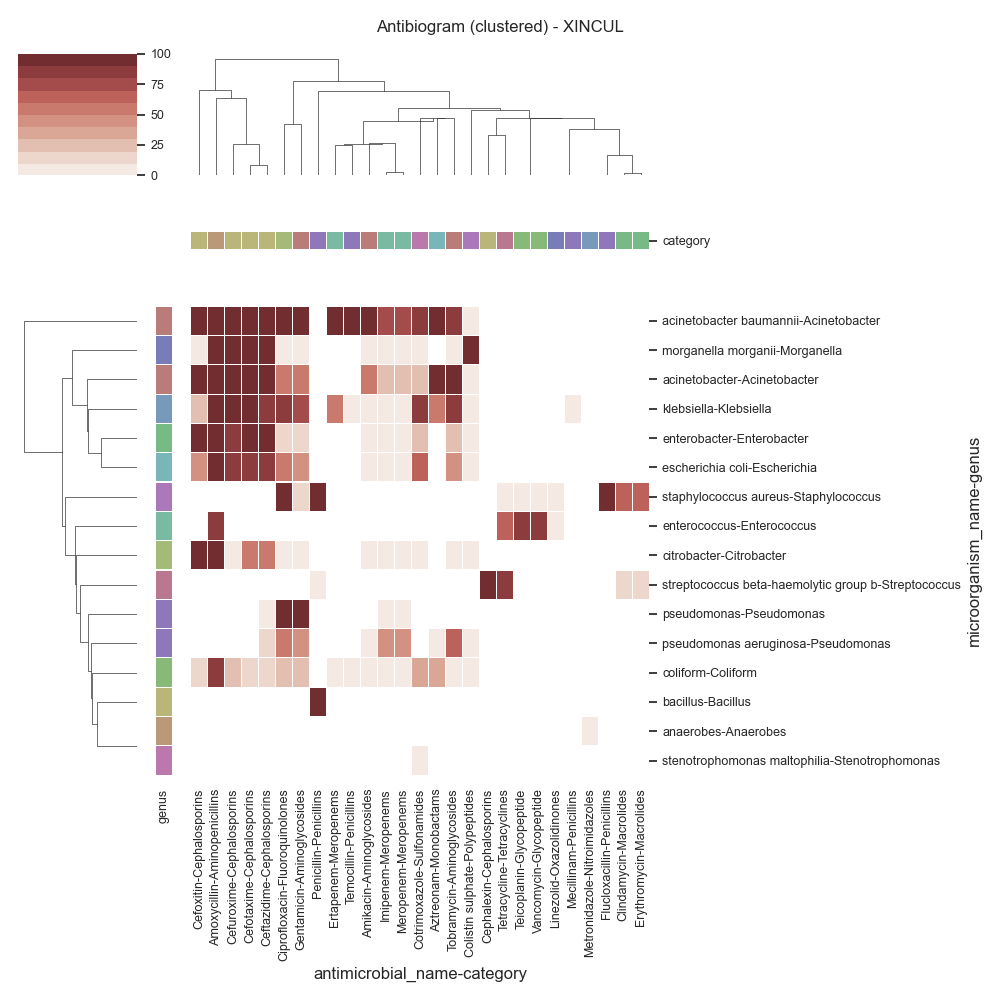 Antibiogram (clustered) - XINCUL
100
75
50
25
0
category
acinetobacter baumannii-Acinetobacter
morganella morganii-Morganella
acinetobacter-Acinetobacter
klebsiella-Klebsiella
enterobacter-Enterobacter
escherichia coli-Escherichia
staphylococcus aureus-Staphylococcus
enterococcus-Enterococcus
citrobacter-Citrobacter
streptococcus beta-haemolytic group b-Streptococcus
pseudomonas-Pseudomonas
pseudomonas aeruginosa-Pseudomonas
coliform-Coliform
bacillus-Bacillus
anaerobes-Anaerobes
stenotrophomonas maltophilia-Stenotrophomonas
microorganism_name-genus
genus
Cefoxitin-Cephalosporins
Amoxycillin-Aminopenicillins
Cefuroxime-Cephalosporins
Cefotaxime-Cephalosporins
Ceftazidime-Cephalosporins
Ciprofloxacin-Fluoroquinolones
Gentamicin-Aminoglycosides
Penicillin-Penicillins
Ertapenem-Meropenems
Temocillin-Penicillins
Amikacin-Aminoglycosides
Imipenem-Meropenems
Meropenem-Meropenems
Cotrimoxazole-Sulfonamides
Aztreonam-Monobactams
Tobramycin-Aminoglycosides
Colistin sulphate-Polypeptides
Cephalexin-Cephalosporins
Tetracycline-Tetracyclines
Teicoplanin-Glycopeptide
Vancomycin-Glycopeptide
Linezolid-Oxazolidinones
Mecillinam-Penicillins
Metronidazole-Nitroimidazoles
Flucloxacillin-Penicillins
Clindamycin-Macrolides
Erythromycin-Macrolides
antimicrobial_name-category